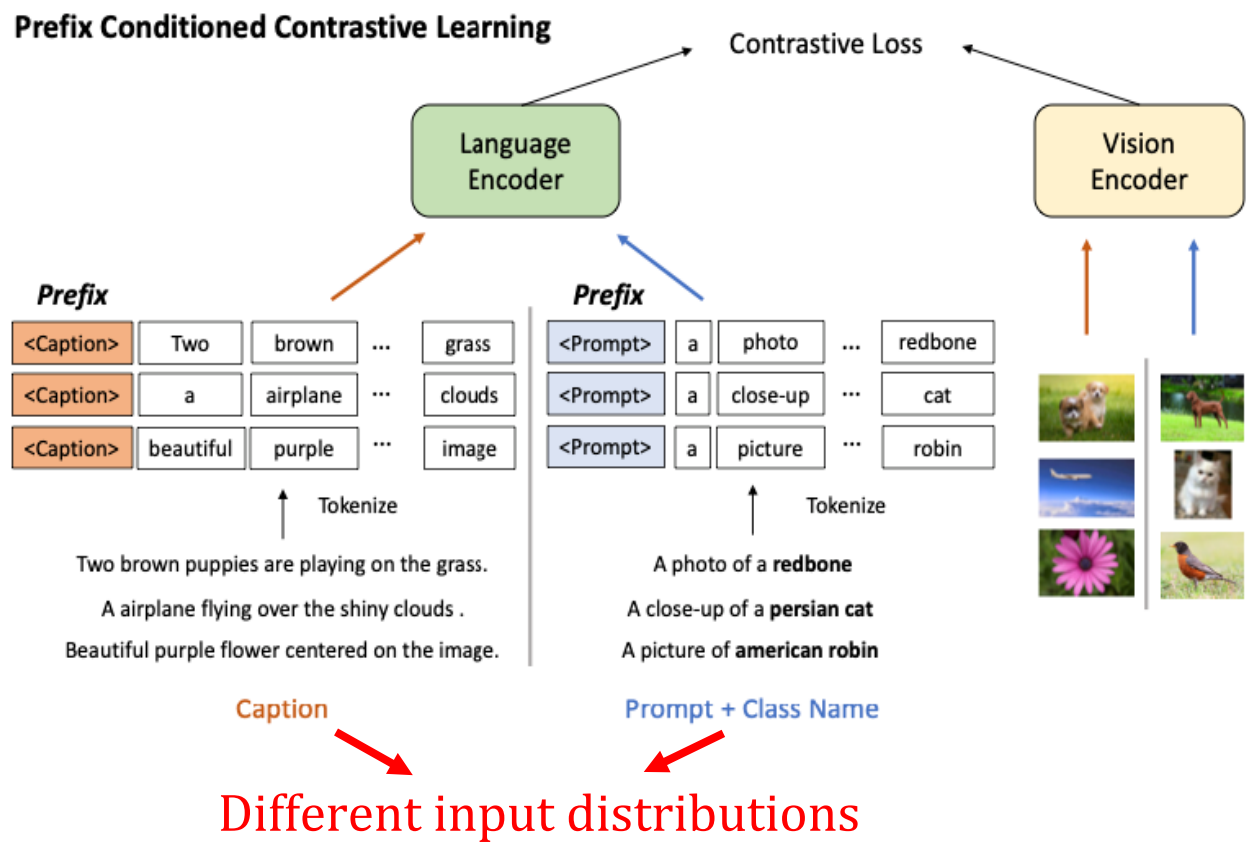 Prefix Conditioned Contrastive Learning
Contrastive Loss
Language
Encoder
Vision
Encoder
Prefix
<Caption> Two brown ... grass
<Caption> a airplane ... clouds
<Caption> beautiful purple ... image
Tokenize
Two brown puppies are playing on the grass.
A airplane flying over the shiny clouds .
Beautiful purple flower centered on the image.
Caption
Prefix
<Prompt> a photo ... redbone
<Prompt> a close-up ... cat
<Prompt> a picture ... robin
Tokenize
A photo of a redbone
A close-up of a persian cat
A picture of american robin
Prompt + Class Name
Different input distributions